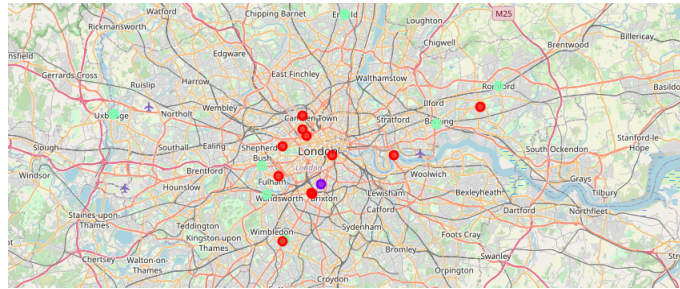 Watford
Chipping Barnet
Enfield
Loughton
M25
Rickmansworth
Chigwell
Billericay
Brentwood
Edgware
Gerrards Cross
Harrow
East Finchley
Walthamstow
Ruislip
Romford
Ilford
Basildo
Wembley
Camden Town
Uxbridge
Northolt
Stratford
Barking
South Ockendon
Stanford-le-
Hope
Slough
Southall
Ealing
Shepherd's
Bush
London
London
Woolwich
Grays
Windsor
Brentford
Hounslow
Fulham
Tilbury
Wandsworth
Brixton
Lewisham
Bexleyheath
Dartford
Northfleet
Staines-upon-
Thames
Catford
Teddington
Kingston-upon-
Thames
Wimbledon
Sydenham
Foots Cray
Chertsey
Walton-on-
Thames
Bromley
Swanley
Orpington
Croydon